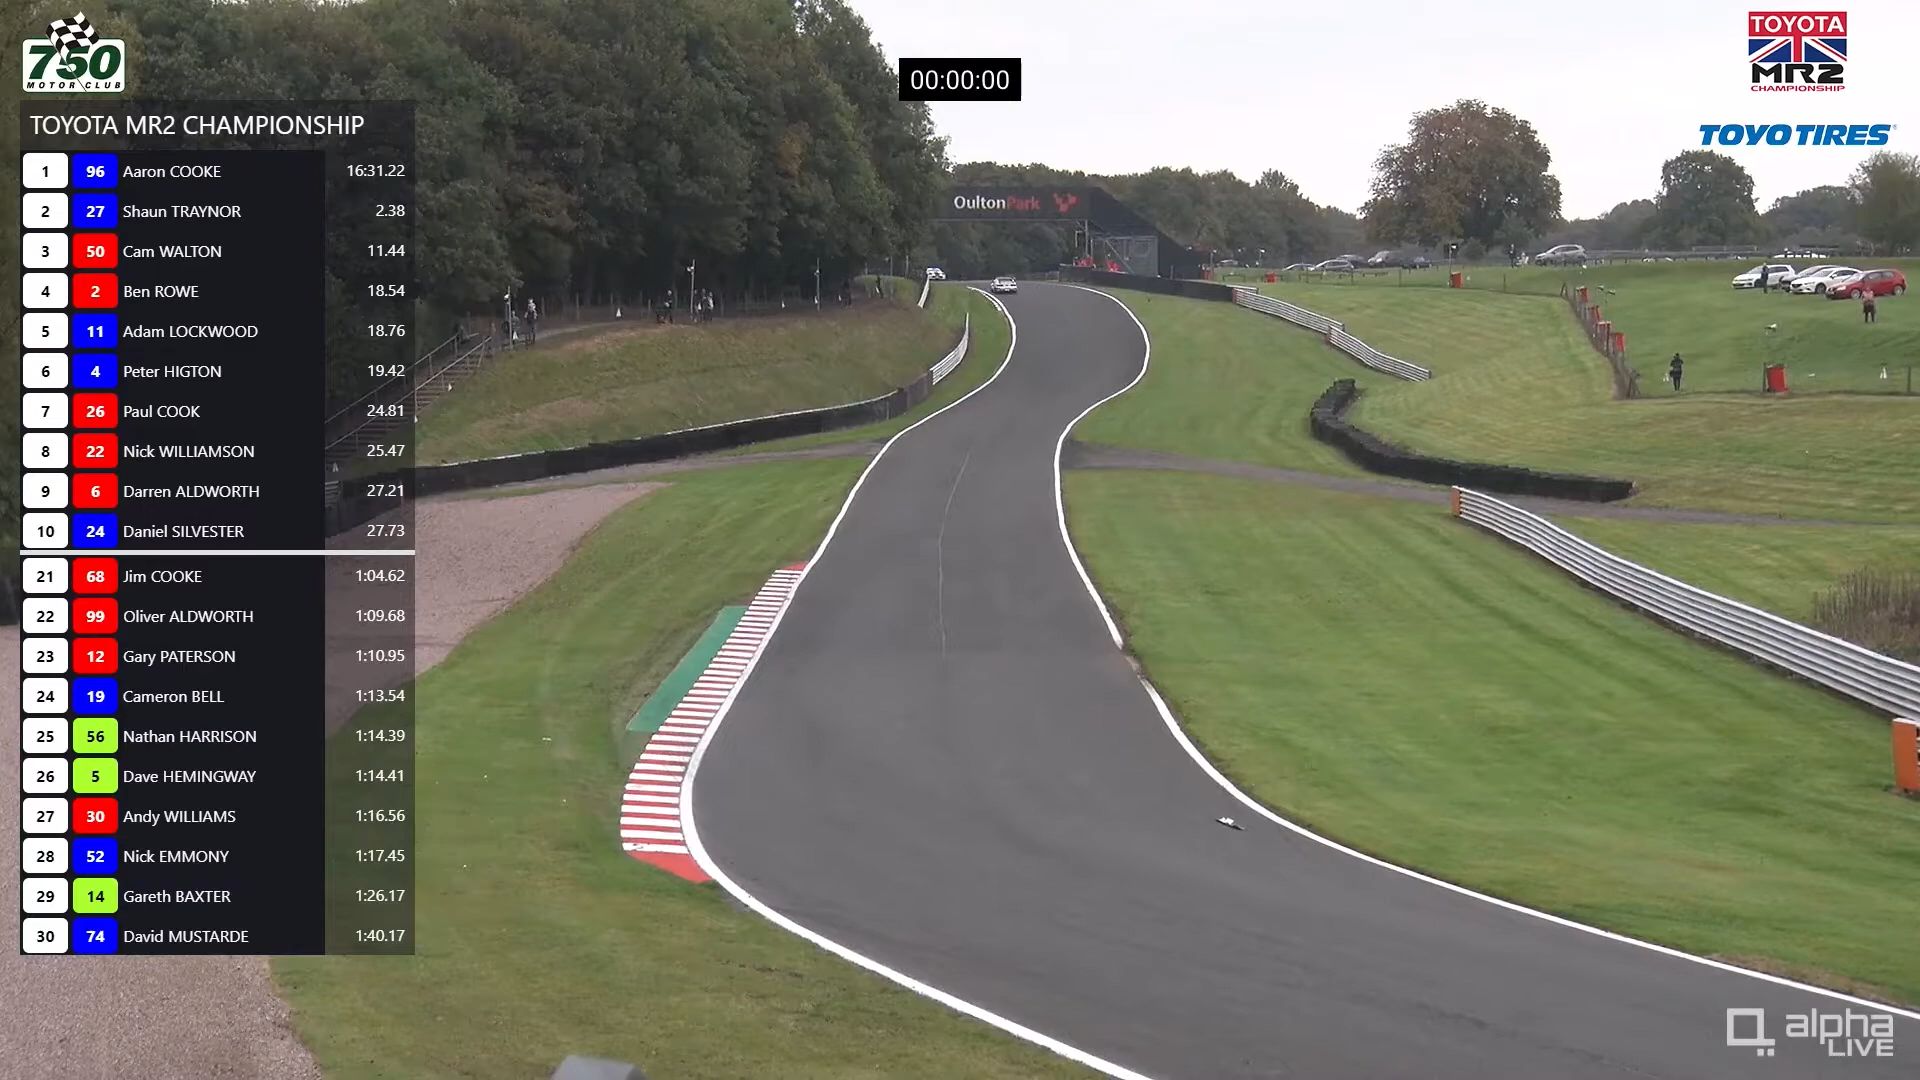 750
MOTOR CLUB
00:00:00
TOYOTA
MR2
CHAMPIONSHIP
TOYO TIRES
TOYOTA MR2 CHAMPIONSHIP
1 96 Aaron COOKE 16:31.22
2 27 Shaun TRAYNOR 2.38
3 50 Cam WALTON 11.44
4 2 Ben ROWE 18.54
5 11 Adam LOCKWOOD 18.76
6 4 Peter HIGTON 19.42
7 26 Paul COOK 24.81
8 22 Nick WILLIAMSON 25.47
9 6 Darren ALDWORTH 27.21
10 24 Daniel SILVESTER 27.73
21 68 Jim COOKE 1:04.62
22 99 Oliver ALDWORTH 1:09.68
23 12 Gary PATERSON 1:10.95
24 19 Cameron BELL 1:13.54
25 56 Nathan HARRISON 1:14.39
26 5 Dave HEMINGWAY 1:14.41
27 30 Andy WILLIAMS 1:16.56
28 52 Nick EMMONY 1:17.45
29 14 Gareth BAXTER 1:26.17
30 74 David MUSTARDE 1:40.17
OultonPark
alpha
LIVE